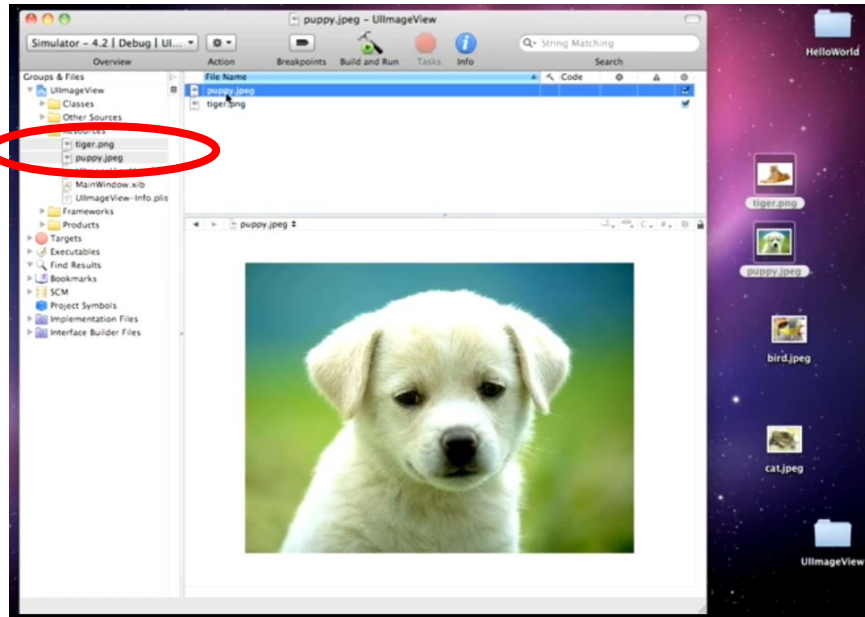 puppy.jpeg - UIImageView
Simulator - 4.2 | Debug | UI...
String Matching
Overview
Action
Breakpoints
Build and Run
Tasks
Info
Search
Groups & Files
File Name
Code
UIImageView
Classes
Other Sources
Resources
tiger.png
puppy.jpeg
MainWindow.xib
UIImageView-Info.plis
Frameworks
Products
Targets
Executables
Find Results
Bookmarks
SCM
Project Symbols
Implementation Files
Interface Builder Files
puppy.jpeg
tiger.png
puppy.jpeg
HelloWorld
tiger.png
puppy.jpeg
bird.jpeg
cat.jpeg
UIImageView